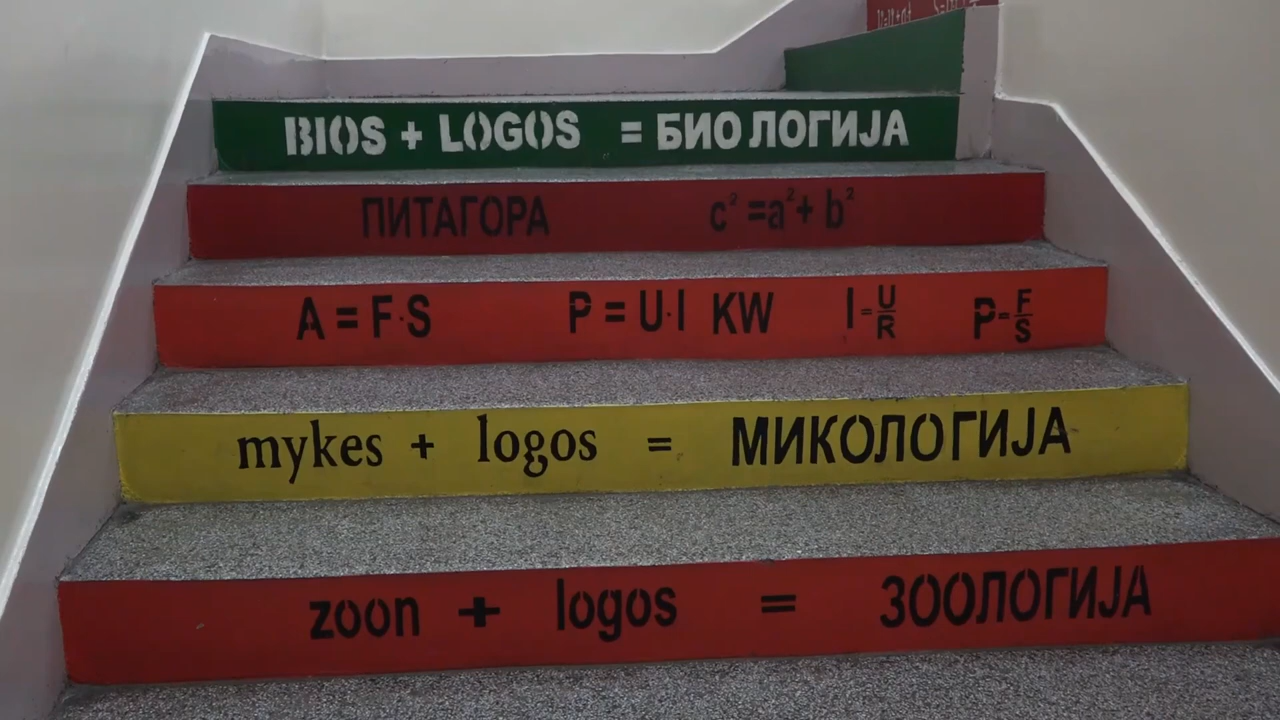 BIOS + LOGOS = БИОЛОГИЈА
ПИТАГОРА c² = a² + b²
A = F · S P = U · I KW I = U/R P = F/S
mykes + logos = МИКОЛОГИЈА
zoon + logos = ЗООЛОГИЈА